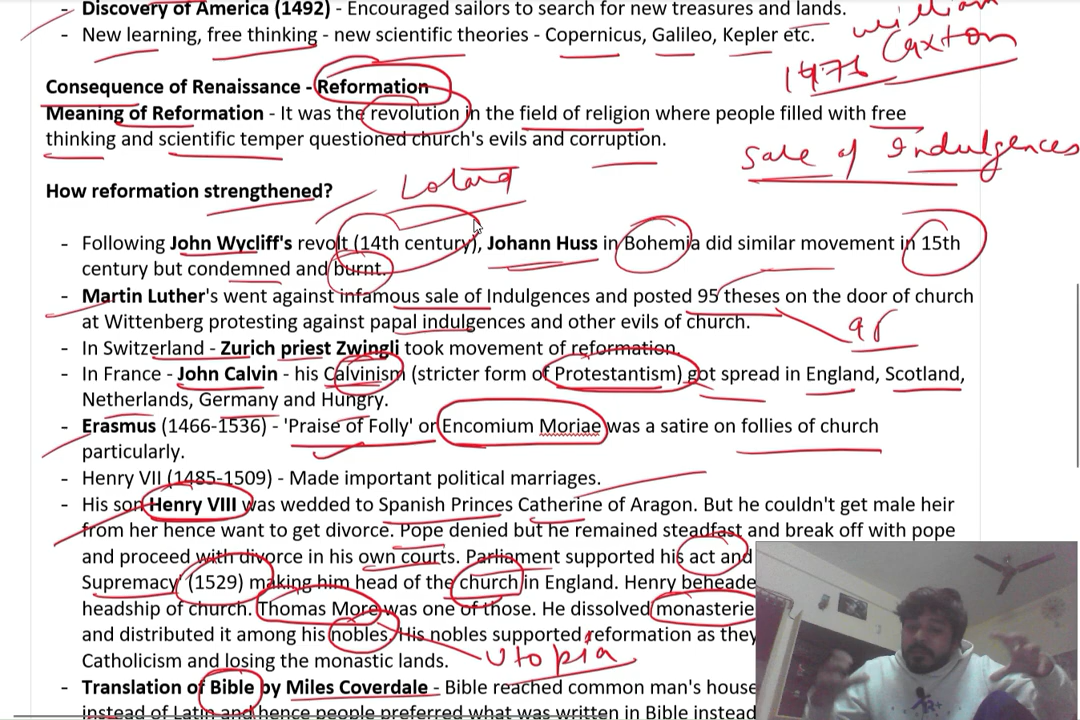 - Discovery of America (1492) - Encouraged sailors to search for new treasures and lands.
- New learning, free thinking - new scientific theories - Copernicus, Galileo, Kepler etc.
William
Caxton
1476
Consequence of Renaissance - Reformation
Meaning of Reformation - It was the revolution in the field of religion where people filled with free
thinking and scientific temper questioned church's evils and corruption.
Sale of Indulgences
How reformation strengthened?
- Following John Wycliff's revolt (14th century), Johann Huss in Bohemia did similar movement in 15th
century but condemned and burnt.
- Martin Luther's went against infamous sale of Indulgences and posted 95 theses on the door of church
at Wittenberg protesting against papal indulgences and other evils of church.
95
- In Switzerland - Zurich priest Zwingli took movement of reformation.
- In France - John Calvin - his Calvinism (stricter form of Protestantism) got spread in England, Scotland,
Netherlands, Germany and Hungry.
- Erasmus (1466-1536) - 'Praise of Folly' or Encomium Moriae was a satire on follies of church
particularly.
- Henry VII (1485-1509) - Made important political marriages.
- His son Henry VIII was wedded to Spanish Princes Catherine of Aragon. But he couldn't get male heir
from her hence want to get divorce. Pope denied but he remained steadfast and break off with pope
and proceed with divorce in his own courts. Parliament supported his act and
Supremacy (1529) making him head of the church in England. Henry beheade
headship of church. Thomas More was one of those. He dissolved monasterie
and distributed it among his nobles. His nobles supported reformation as they
Catholicism and losing the monastic lands.
Utopia
- Translation of Bible by Miles Coverdale - Bible reached common man's house
instead of Latin and hence people preferred what was written in Bible instead